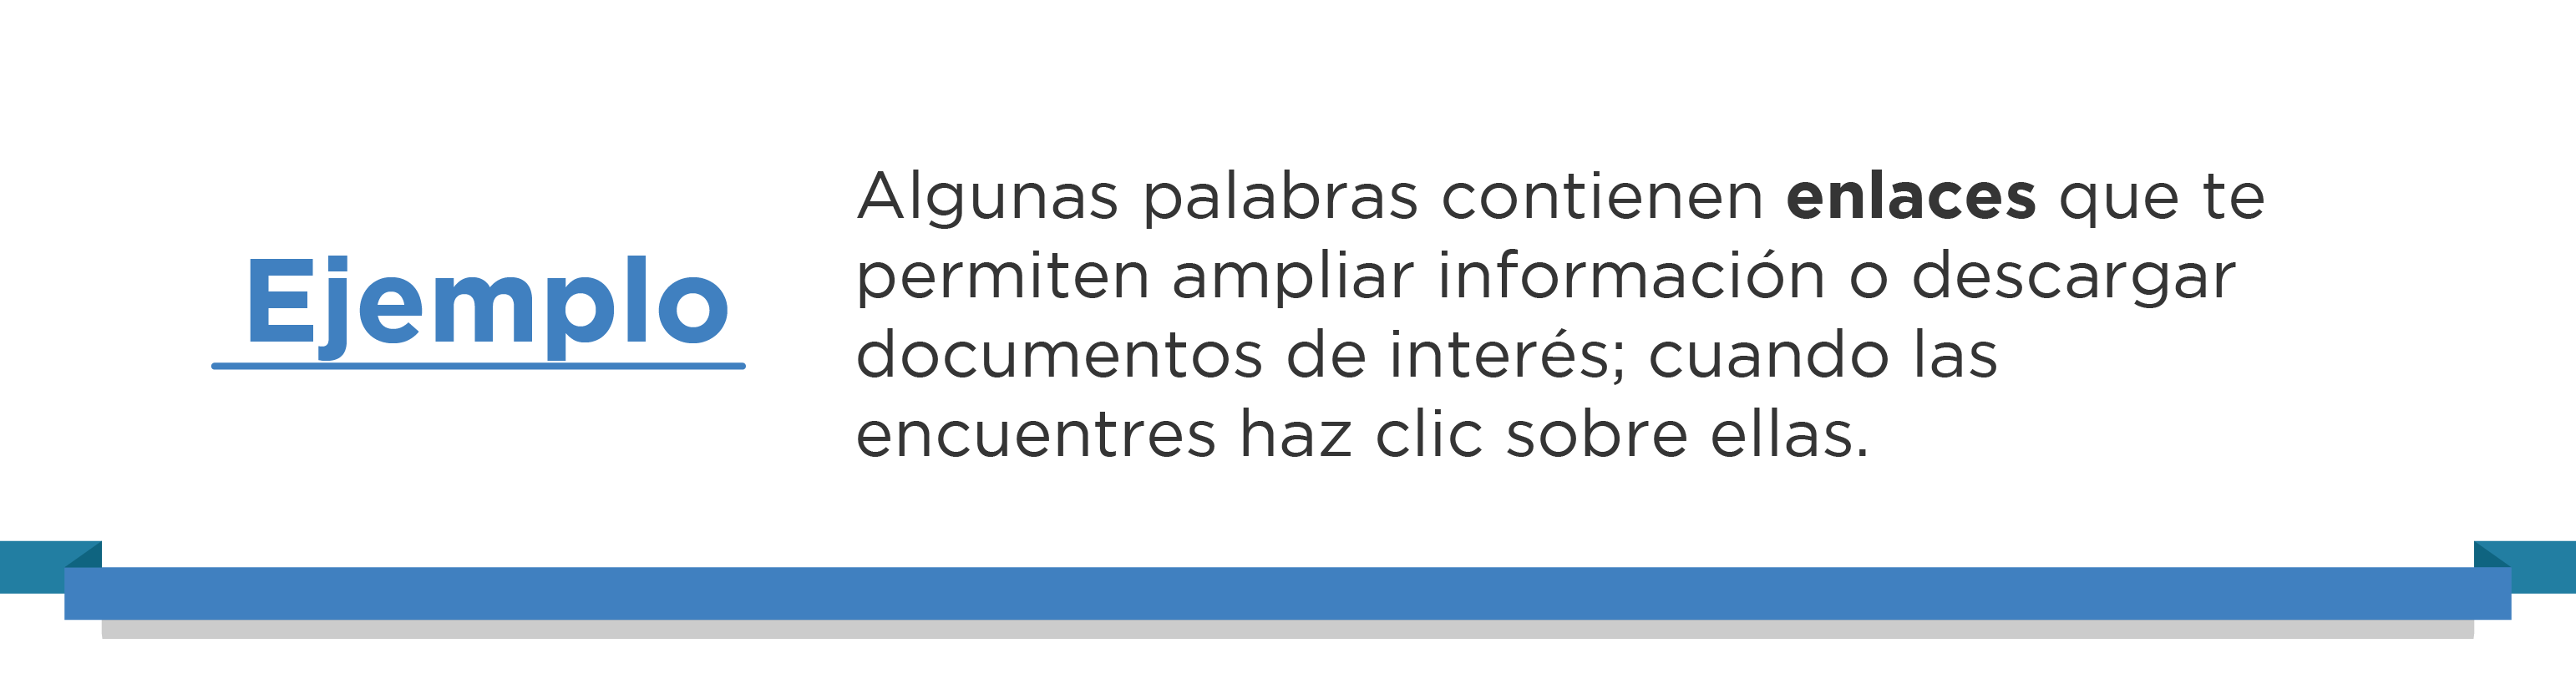 Ejemplo
Algunas palabras contienen enlaces que te
permiten ampliar información o descargar
documentos de interés; cuando las
encuentres haz clic sobre ellas.